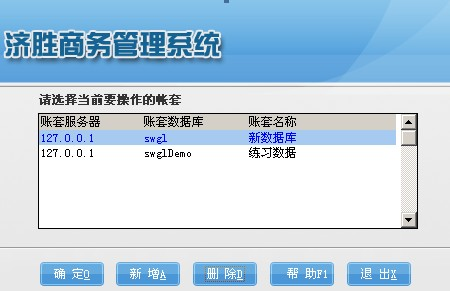 济胜商务管理系统
请选择当前要操作的帐套
账套服务器 账套数据库 账套名称
127.0.0.1 swgl 新数据库
127.0.0.1 swglDemo 练习数据
确 定O 新 增A 删 除D 帮 助F1 退 出X